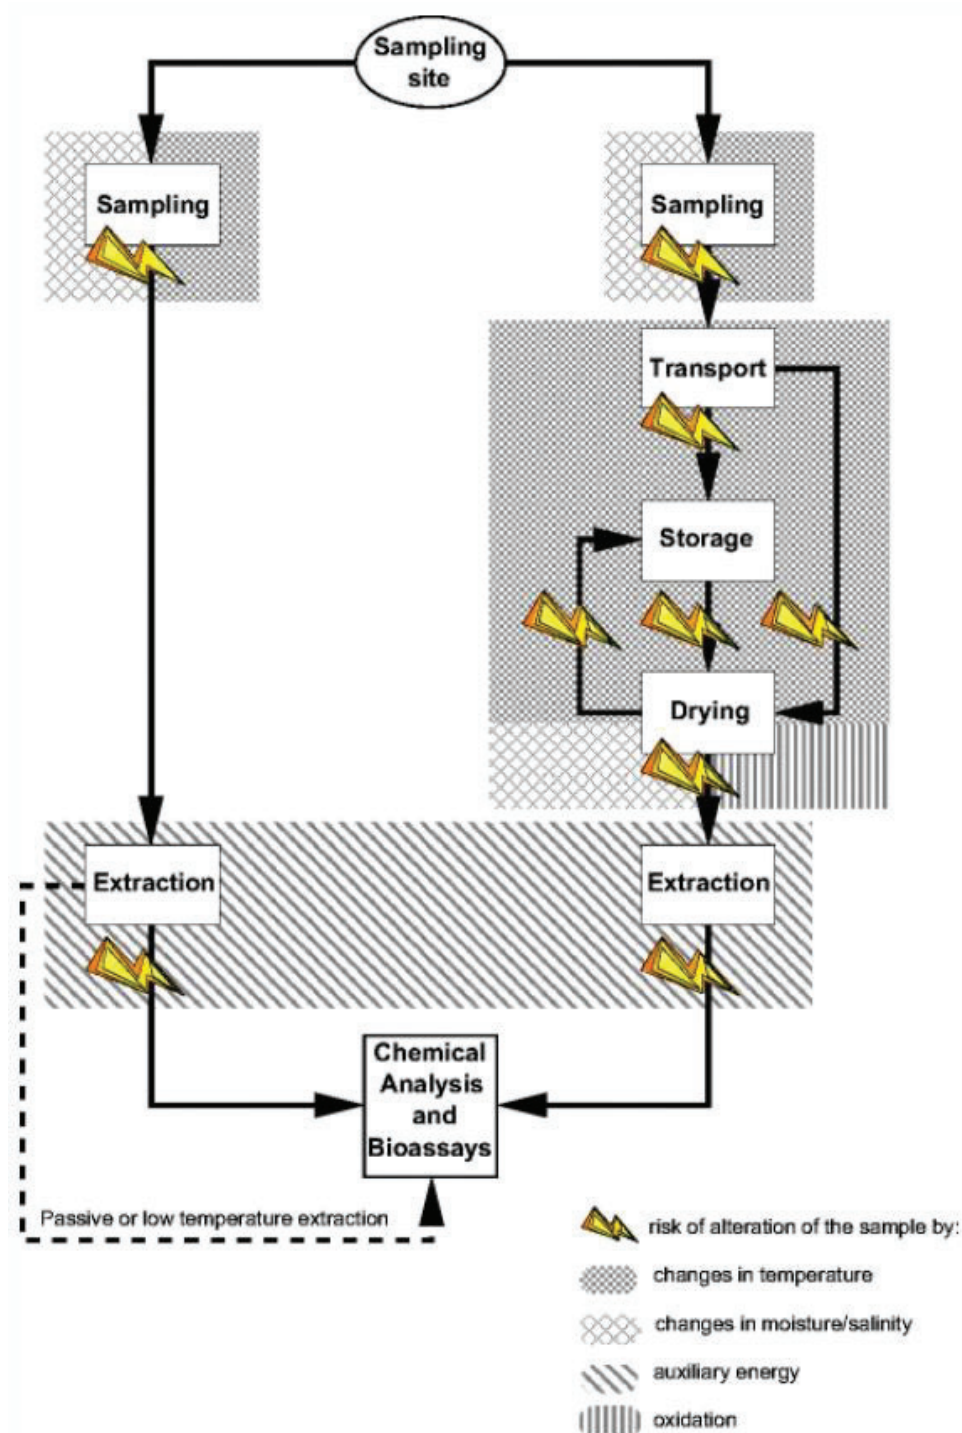 Sampling
site
Sampling
Sampling
Transport
Storage
Drying
Extraction
Extraction
Chemical
Analysis
and
Bioassays
Passive or low temperature extraction
risk of alteration of the sample by:
changes in temperature
changes in moisture/salinity
auxiliary energy
oxidation